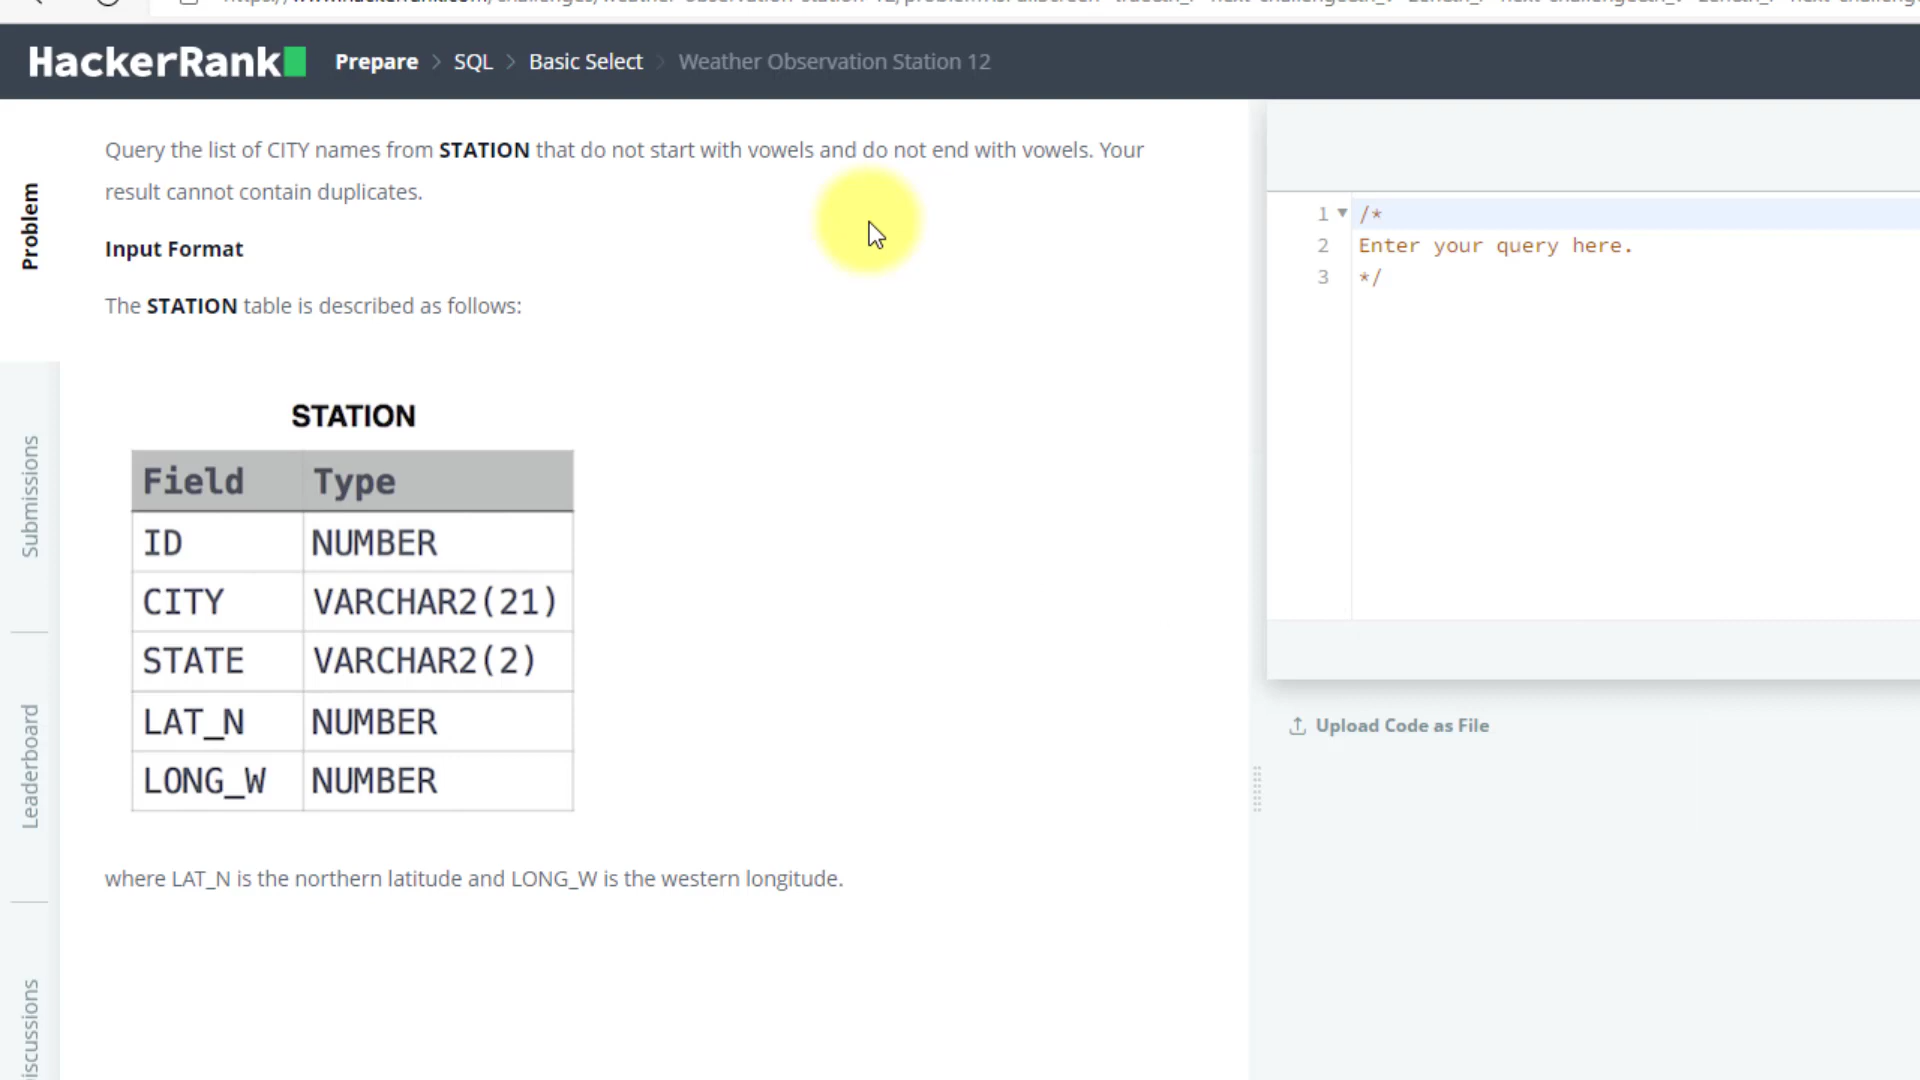 HackerRank Prepare > SQL > Basic Select > Weather Observation Station 12
Problem
Submissions
Leaderboard
Query the list of CITY names from STATION that do not start with vowels and do not end with vowels. Your
result cannot contain duplicates.
Input Format
The STATION table is described as follows:
STATION
Field Type
ID NUMBER
CITY VARCHAR2(21)
STATE VARCHAR2(2)
LAT_N NUMBER
LONG_W NUMBER
where LAT_N is the northern latitude and LONG_W is the western longitude.
1 /*
2 Enter your query here.
3 */
Upload Code as File